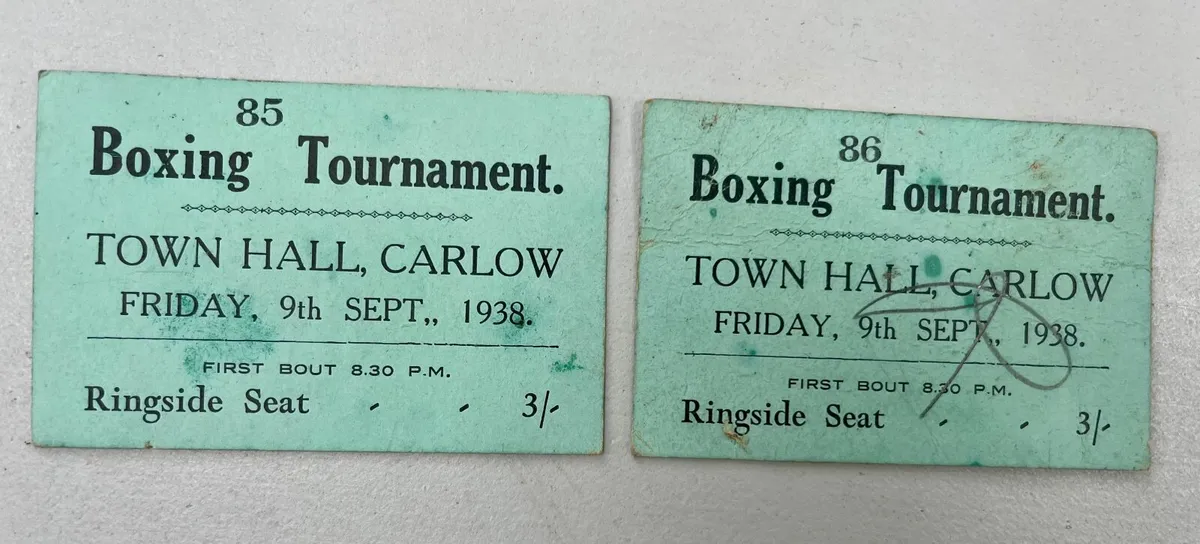 85
Boxing Tournament.
TOWN HALL, CARLOW
FRIDAY, 9th SEPT,, 1938.
FIRST BOUT 8.30 P.M.
Ringside Seat - - 3/-
86
Boxing Tournament.
TOWN HALL, CARLOW
FRIDAY, 9th SEPT., 1938.
FIRST BOUT 8.30 P.M.
Ringside Seat - - 3/-